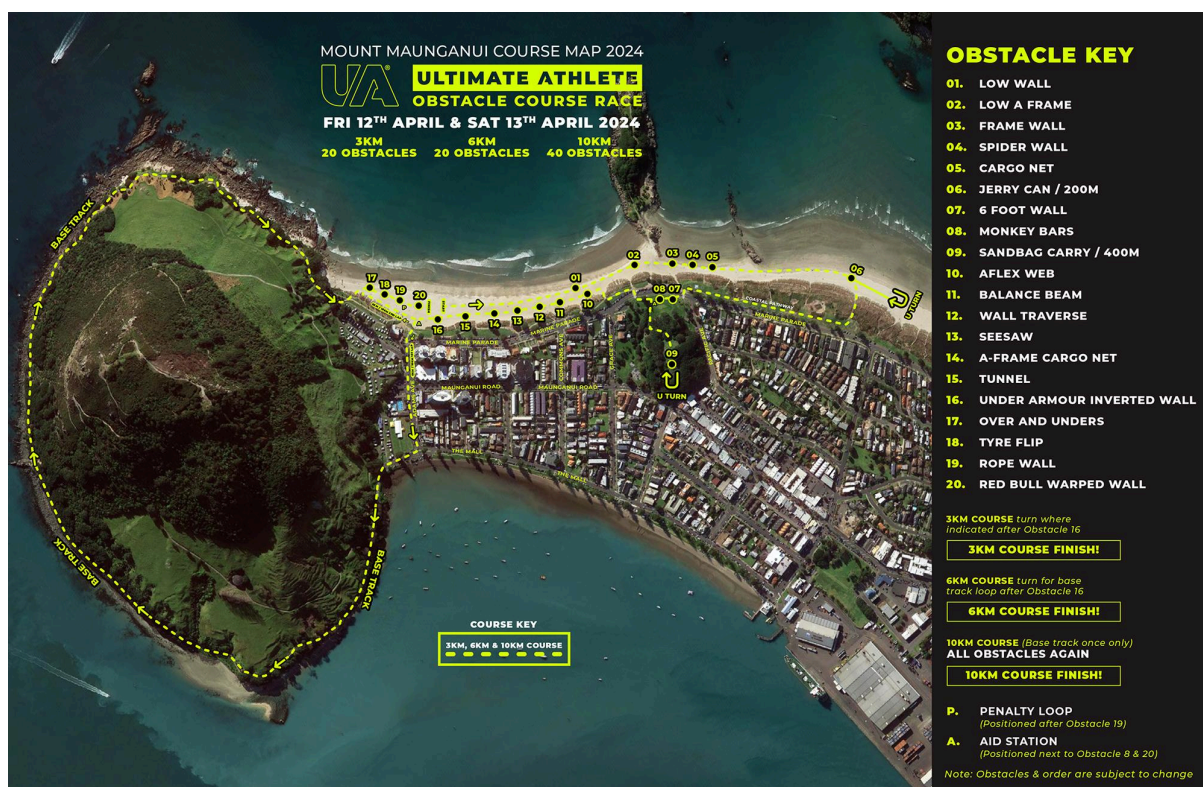 MOUNT MAUNGANUI COURSE MAP 2024
UA
ULTIMATE ATHLETE
OBSTACLE COURSE RACE
FRI 12TH APRIL & SAT 13TH APRIL 2024
3KM 6KM 10KM
20 OBSTACLES 20 OBSTACLES 40 OBSTACLES
BASE TRACK
17
18
19
20
P
A
16
15
14
13
12
11
10
01
02
03
04
05
06
U TURN
08 07
A
COASTAL PATHWAY
MARINE PARADE
MARINE PARADE
MARINE PARADE
GRACE AVE
09
U TURN
MAUNGANUI ROAD
MAUNGANUI ROAD
THE MALL
THE MALL
BASE TRACK
BASE TRACK
COURSE KEY
3KM, 6KM & 10KM COURSE
OBSTACLE KEY
01. LOW WALL
02. LOW A FRAME
03. FRAME WALL
04. SPIDER WALL
05. CARGO NET
06. JERRY CAN / 200M
07. 6 FOOT WALL
08. MONKEY BARS
09. SANDBAG CARRY / 400M
10. AFLEX WEB
11. BALANCE BEAM
12. WALL TRAVERSE
13. SEESAW
14. A-FRAME CARGO NET
15. TUNNEL
16. UNDER ARMOUR INVERTED WALL
17. OVER AND UNDERS
18. TYRE FLIP
19. ROPE WALL
20. RED BULL WARPED WALL
3KM COURSE turn where
indicated after Obstacle 16
3KM COURSE FINISH!
6KM COURSE turn for base
track loop after Obstacle 16
6KM COURSE FINISH!
10KM COURSE (Base track once only)
ALL OBSTACLES AGAIN
10KM COURSE FINISH!
P. PENALTY LOOP
(Positioned after Obstacle 19)
A. AID STATION
(Positioned next to Obstacle 8 & 20)
Note: Obstacles & order are subject to change